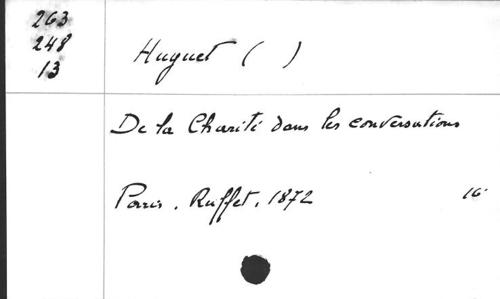 263
248
13
Huguet ( )
De la Charité dans les conversations
Paris. Ruffet, 1872 16°